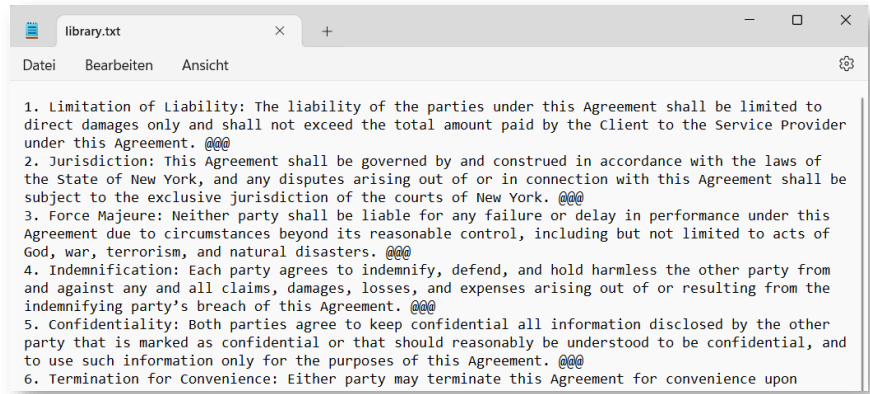 library.txt
Datei Bearbeiten Ansicht
1. Limitation of Liability: The liability of the parties under this Agreement shall be limited to
direct damages only and shall not exceed the total amount paid by the Client to the Service Provider
under this Agreement. @@@
2. Jurisdiction: This Agreement shall be governed by and construed in accordance with the laws of
the State of New York, and any disputes arising out of or in connection with this Agreement shall be
subject to the exclusive jurisdiction of the courts of New York. @@@
3. Force Majeure: Neither party shall be liable for any failure or delay in performance under this
Agreement due to circumstances beyond its reasonable control, including but not limited to acts of
God, war, terrorism, and natural disasters. @@@
4. Indemnification: Each party agrees to indemnify, defend, and hold harmless the other party from
and against any and all claims, damages, losses, and expenses arising out of or resulting from the
indemnifying party’s breach of this Agreement. @@@
5. Confidentiality: Both parties agree to keep confidential all information disclosed by the other
party that is marked as confidential or that should reasonably be understood to be confidential, and
to use such information only for the purposes of this Agreement. @@@
6. Termination for Convenience: Either party may terminate this Agreement for convenience upon